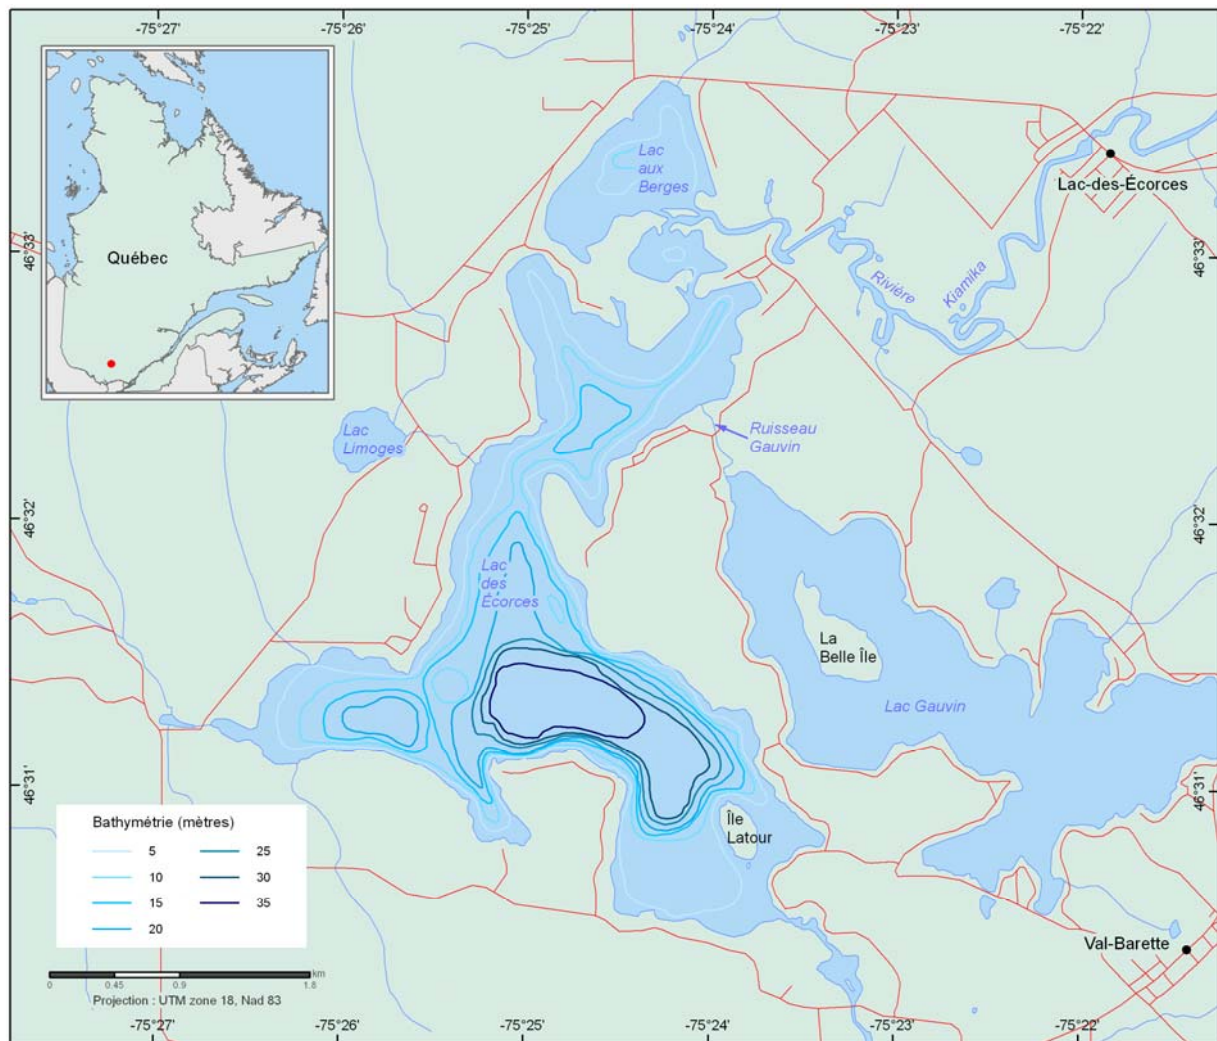 -75°27'
-75°26'
-75°25'
-75°24'
-75°23'
-75°22'
Québec
Lac
aux
Berges
Lac-des-Écorces
46°33'
46°33'
Riviére
Kiamika
Lac
Limoges
Ruisseau
Gauvin
46°32'
46°32'
Lac
des
Écorces
La
Belle Île
Lac Gauvin
46°31'
46°31'
Île
Latour
Bathymétrie (mètres)
5
25
10
30
15
35
20
Val-Barette
km
0
0.45
0.9
1.8
Projection : UTM zone 18, Nad 83
-75°27'
-75°26'
-75°25'
-75°24'
-75°23'
-75°22'